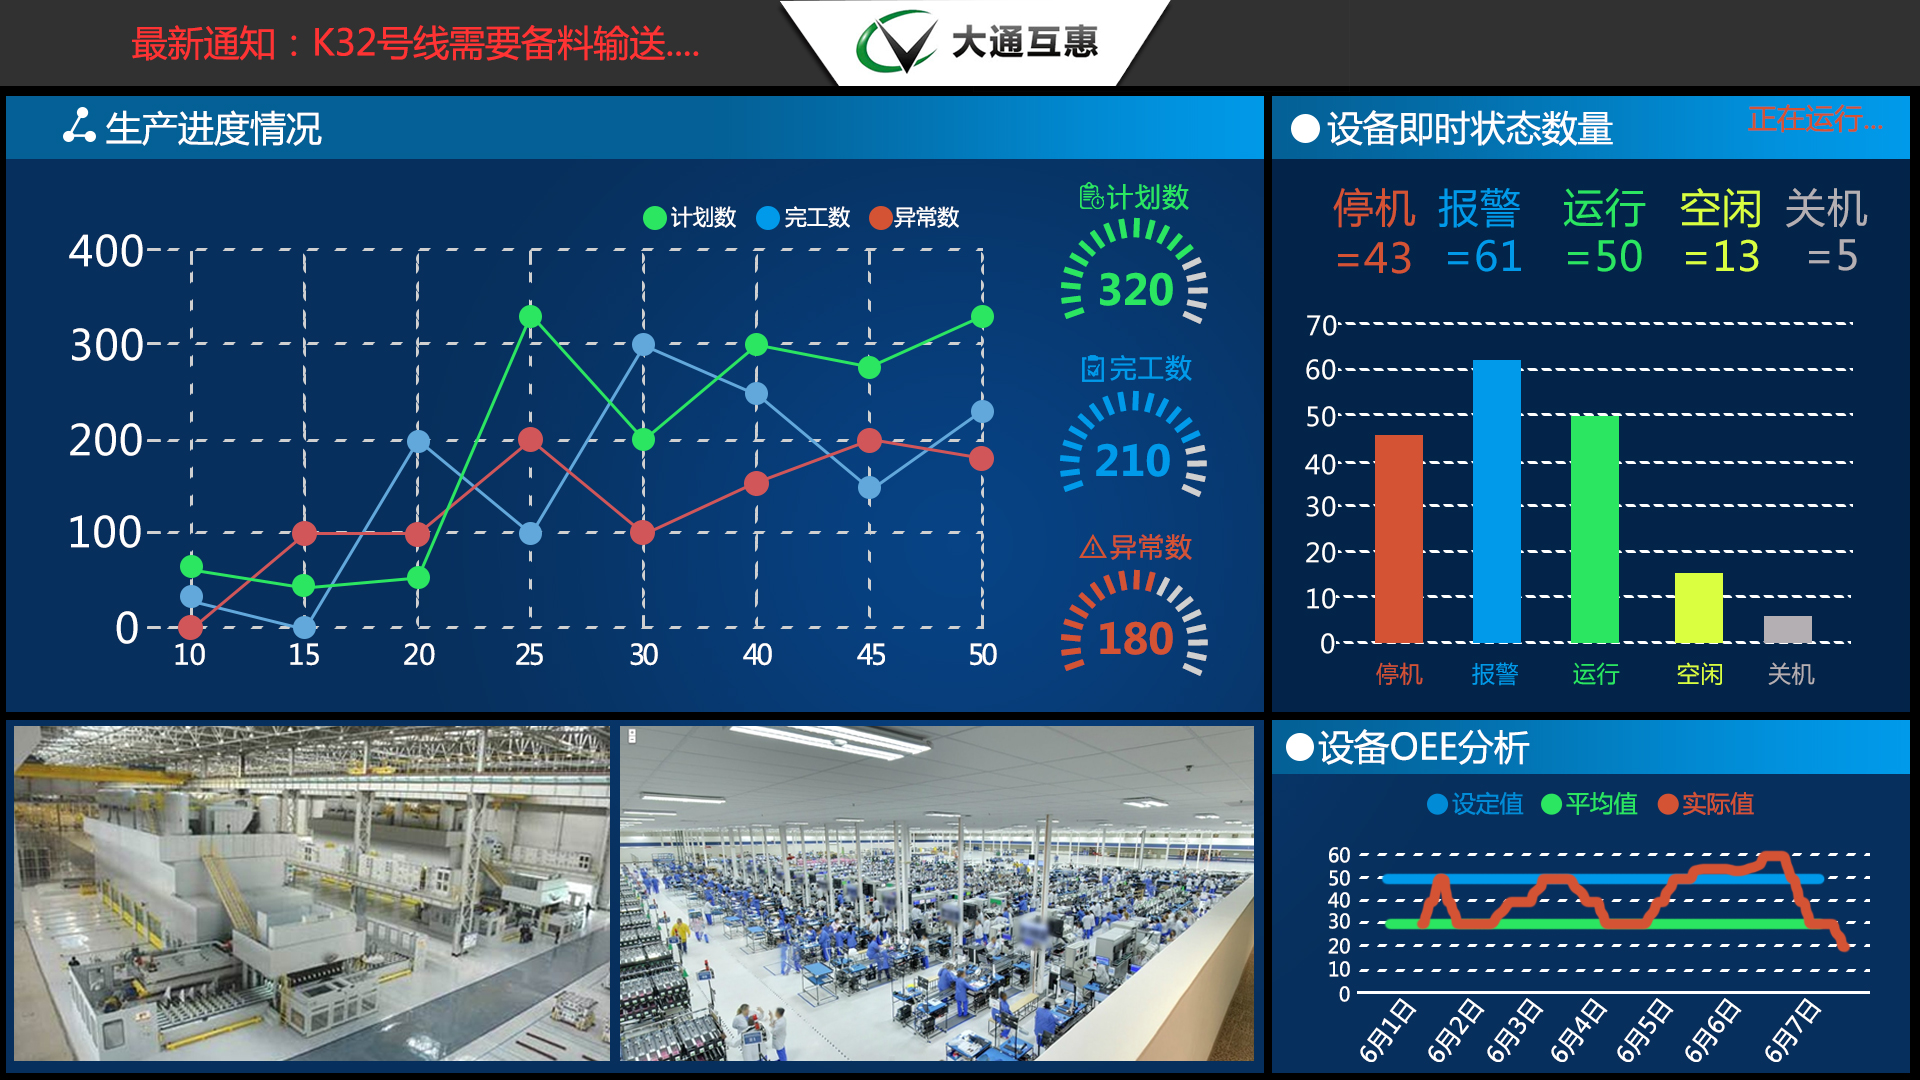 最新通知：K32号线需要备料输送....
大通互惠
生产进度情况
计划数 完工数 异常数
400
300
200
100
0
10 15 20 25 30 40 45 50
计划数
320
完工数
210
异常数
180
设备即时状态数量
正在运行...
停机 报警 运行 空闲 关机
=43 =61 =50 =13 =5
70
60
50
40
30
20
10
0
停机 报警 运行 空闲 关机
设备OEE分析
设定值 平均值 实际值
60
50
40
30
20
10
0
6月1日 6月2日 6月3日 6月4日 6月5日 6月6日 6月7日